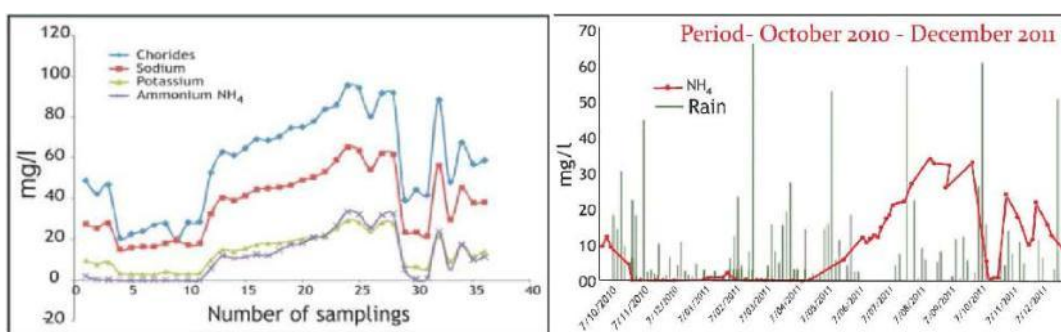 120
100
80
60
40
20
0
-20
mg/l
Chorides
Sodium
Potassium
Ammonium NH4
0 5 10 15 20 25 30 35 40
Number of samplings
Period- October 2010 - December 2011
70
60
50
40
30
20
10
00
mg/l
NH4
Rain
7/10/2010
7/11/2010
7/12/2010
7/01/2011
7/02/2011
7/03/2011
7/04/2011
7/05/2011
7/06/2011
7/07/2011
7/08/2011
7/09/2011
7/10/2011
7/11/2011
7/12/2011